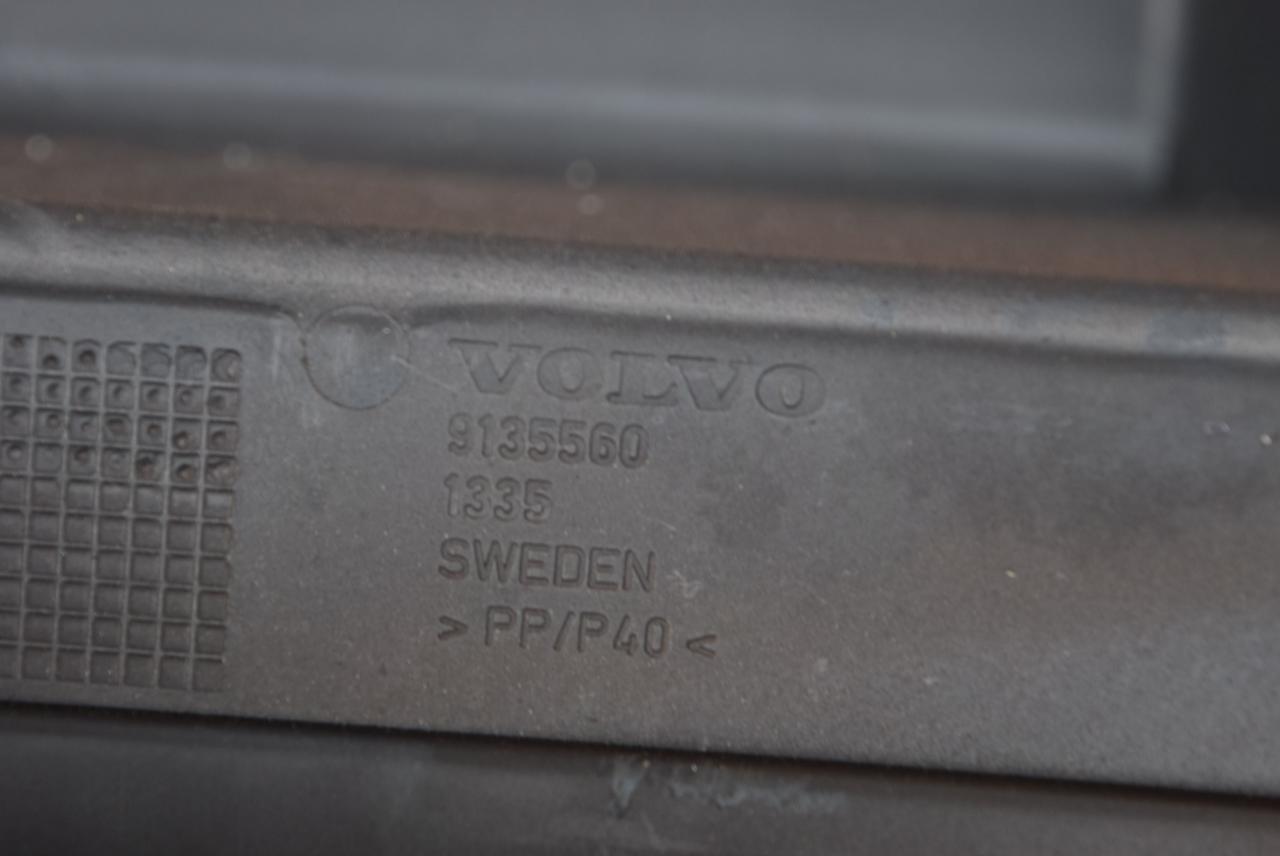 VOLVO
9135560
1335
SWEDEN
> PP/P40 <